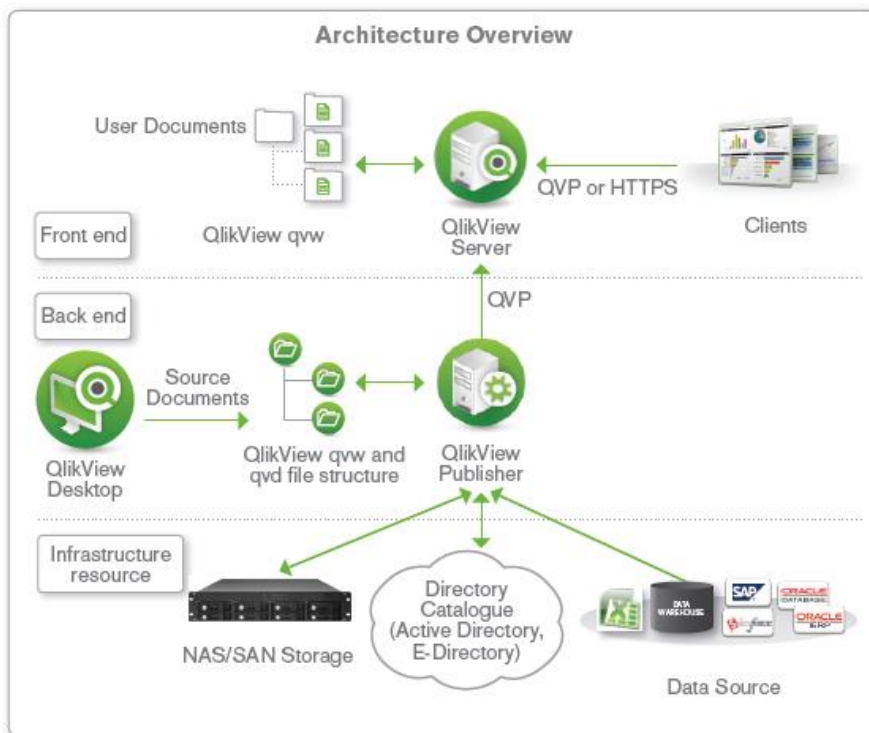 Architecture Overview
User Documents
QVP or HTTPS
Front end
QlikView qvw
QlikView
Server
Clients
QVP
Back end
Source
Documents
QlikView
Desktop
QlikView qvw and
qvd file structure
QlikView
Publisher
Infrastructure
resource
NAS/SAN Storage
Directory
Catalogue
(Active Directory,
E-Directory)
DATA
WAREHOUSE
SAP
ORACLE
DATABASE
ORACLE
ERP
Data Source